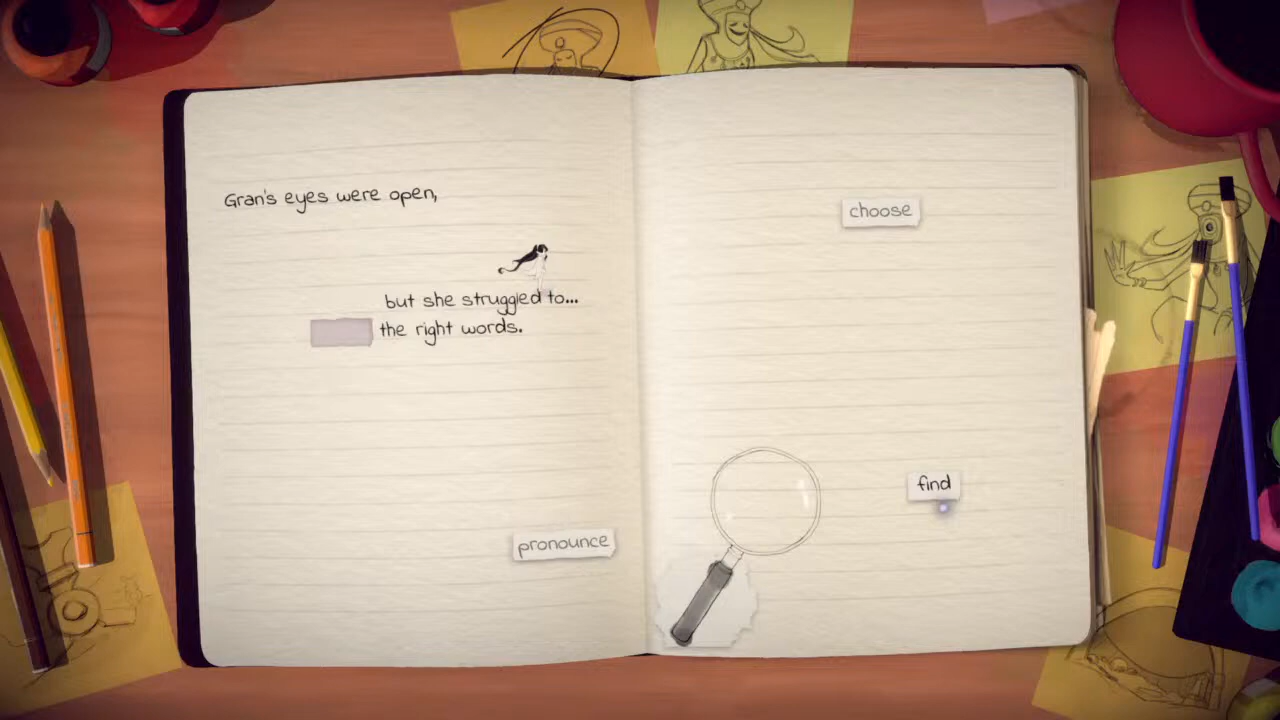 Gran's eyes were open,
but she struggled to...
the right words.
pronounce
choose
find